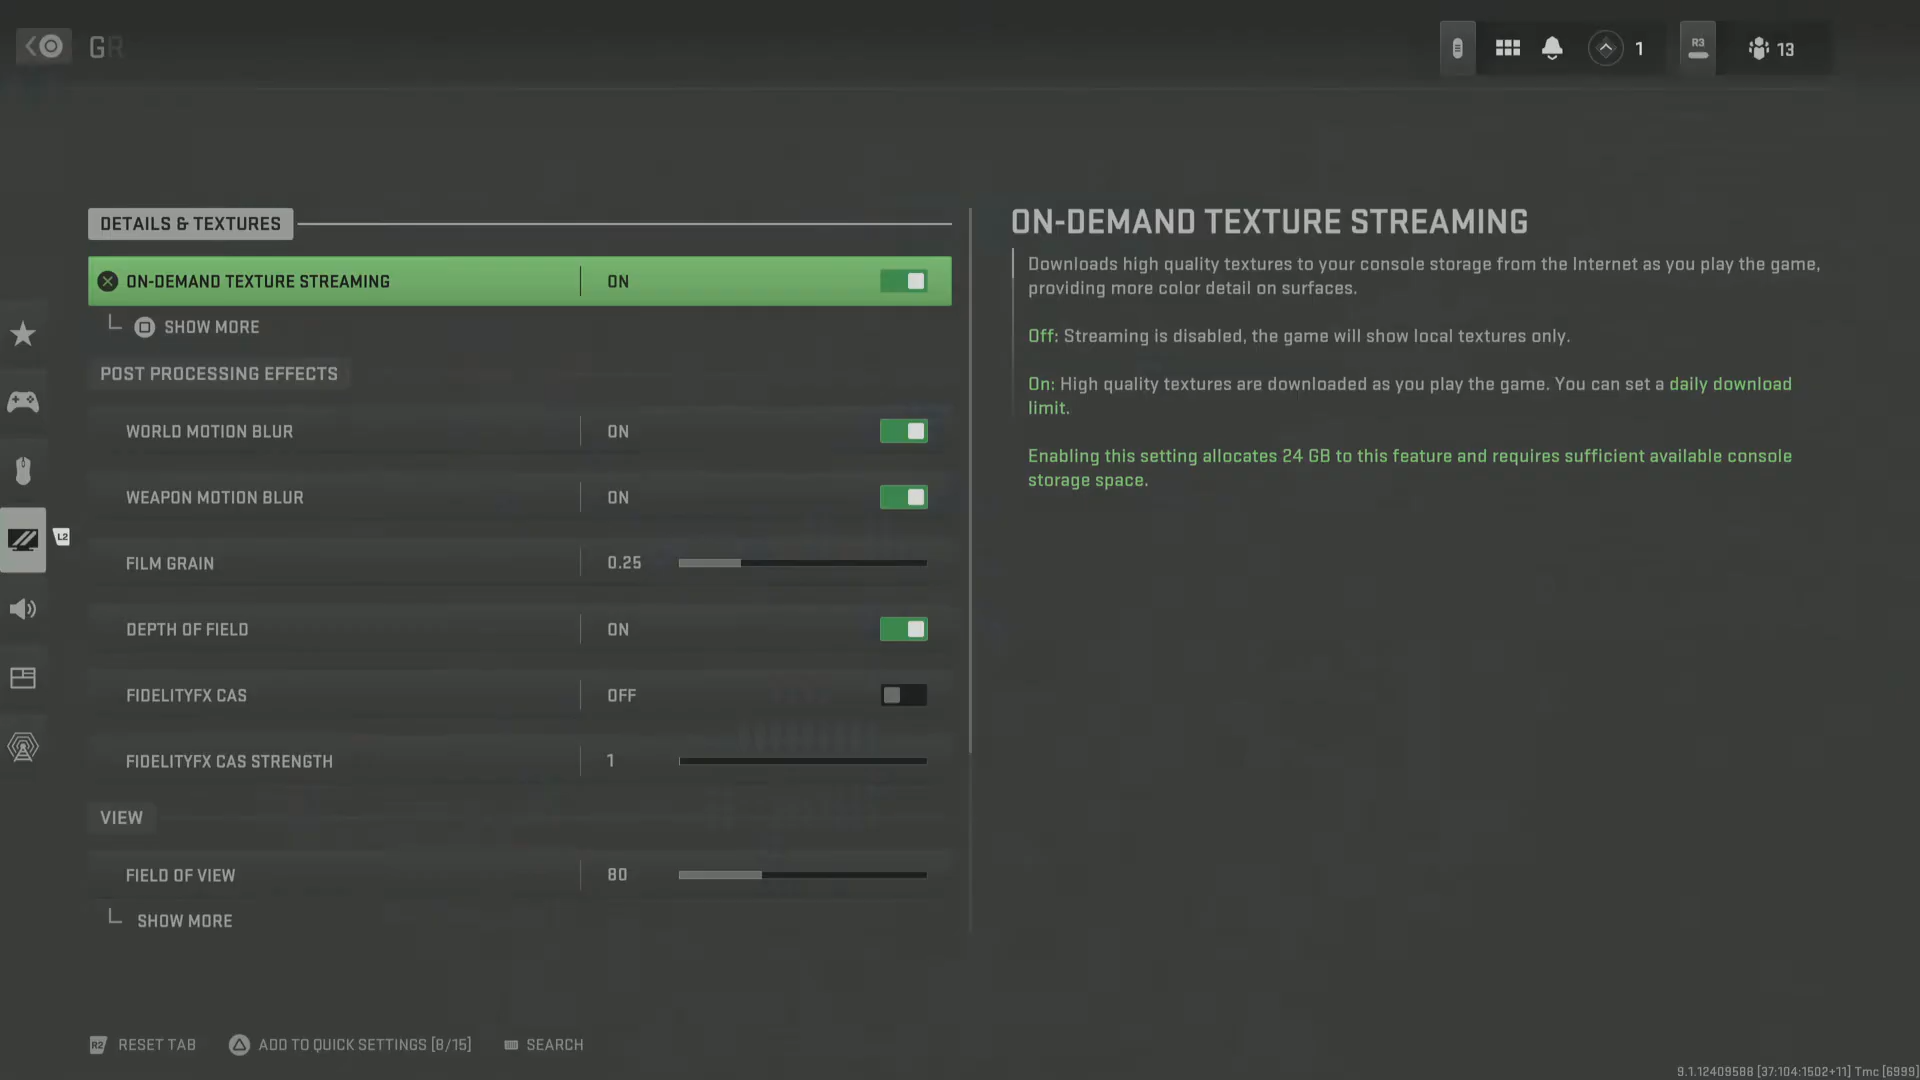 GR
1
R3
13
DETAILS & TEXTURES
ON-DEMAND TEXTURE STREAMING
ON
SHOW MORE
POST PROCESSING EFFECTS
WORLD MOTION BLUR
ON
WEAPON MOTION BLUR
ON
FILM GRAIN
0.25
L2
DEPTH OF FIELD
ON
FIDELITYFX CAS
OFF
FIDELITYFX CAS STRENGTH
1
VIEW
FIELD OF VIEW
80
SHOW MORE
ON-DEMAND TEXTURE STREAMING
Downloads high quality textures to your console storage from the Internet as you play the game,
providing more color detail on surfaces.
Off: Streaming is disabled, the game will show local textures only.
On: High quality textures are downloaded as you play the game. You can set a daily download
limit.
Enabling this setting allocates 24 GB to this feature and requires sufficient available console
storage space.
R2 RESET TAB
ADD TO QUICK SETTINGS [8/15]
SEARCH
9.1.12409588 [37:104:1502+11] Tmc [6999]